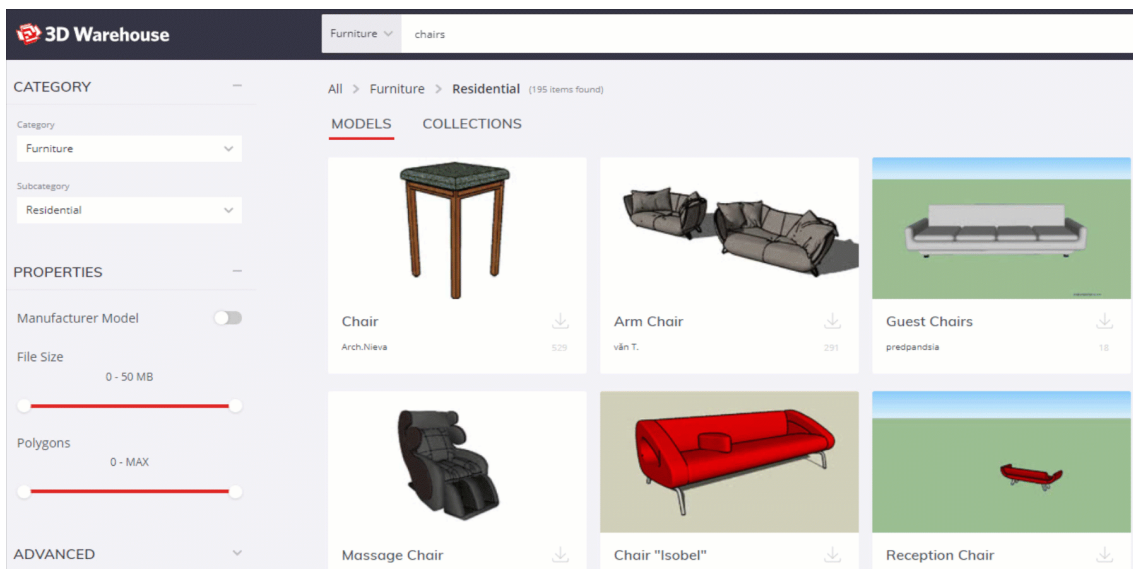 3D Warehouse
Furniture
chairs
CATEGORY
Category
Furniture
Subcategory
Residential
PROPERTIES
Manufacturer Model
File Size
0 - 50 MB
Polygons
0 - MAX
ADVANCED
All > Furniture > Residential (195 items found)
MODELS COLLECTIONS
Chair
Arch.Nieva 529
Arm Chair
văn T. 291
Guest Chairs
predpandsia 18
Massage Chair
Chair "Isobel"
Reception Chair